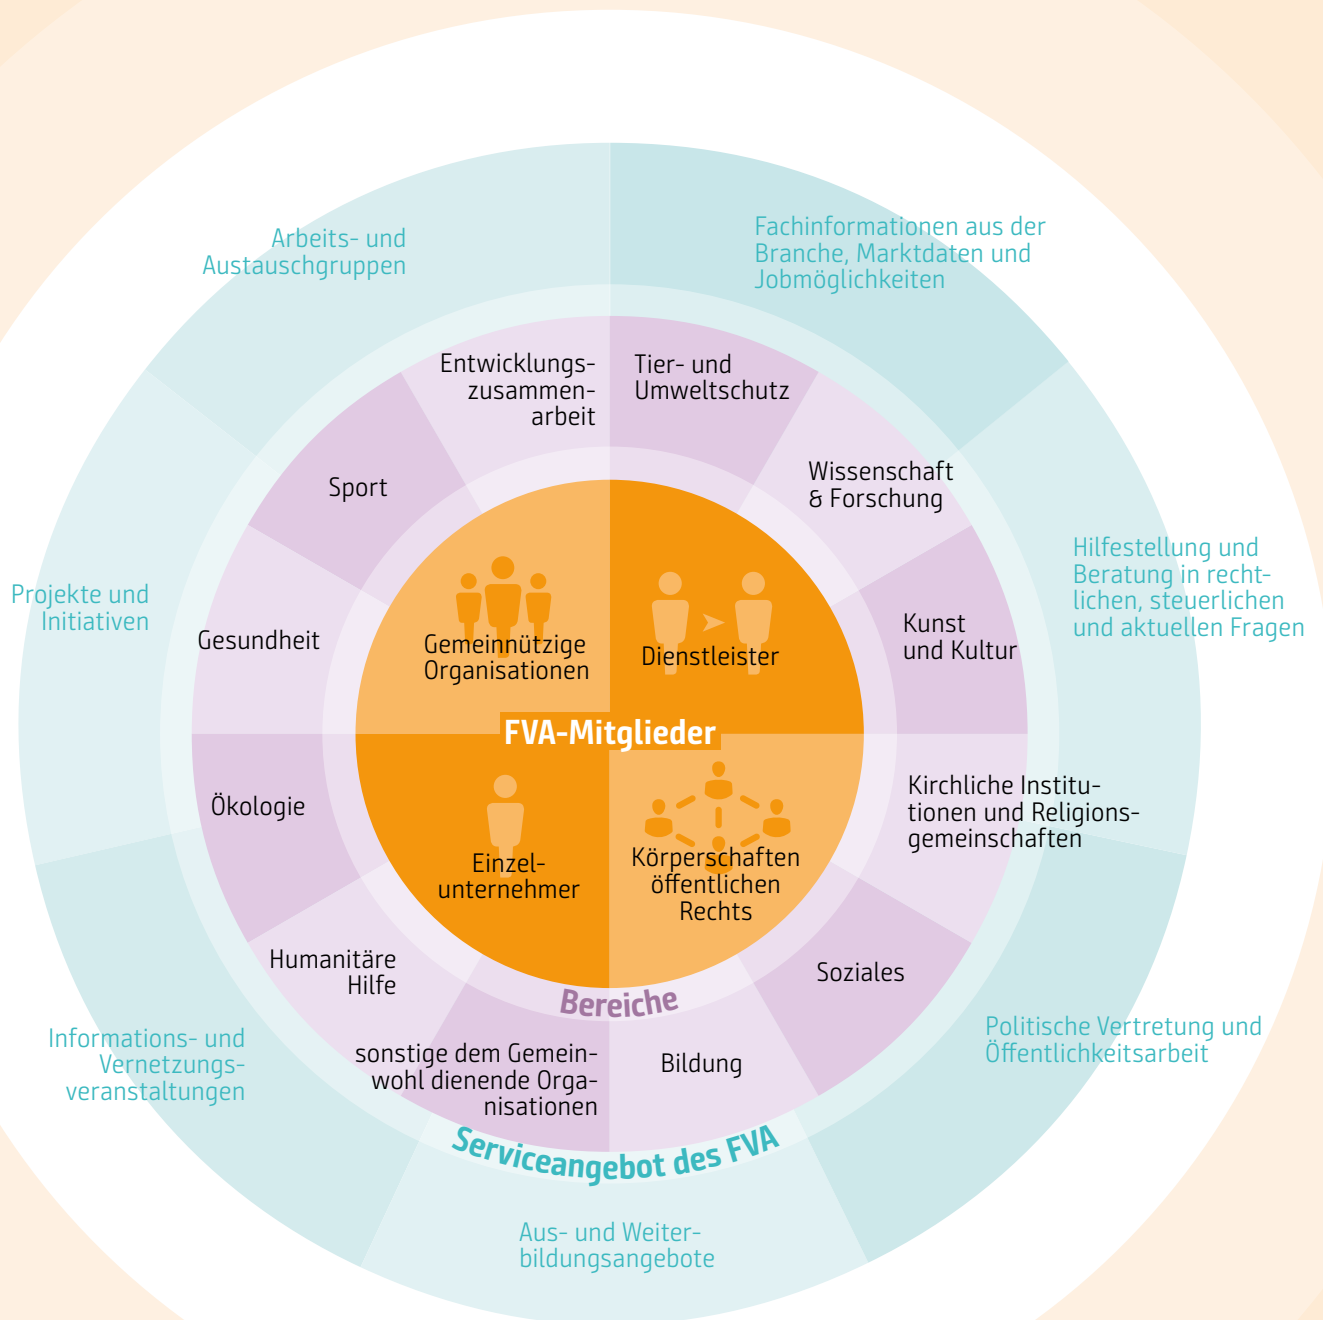 Arbeits- und
Austauschgruppen
Fachinformationen aus der
Branche, Marktdaten und
Jobmöglichkeiten
Entwicklungs-
zusammen-
arbeit
Tier- und
Umweltschutz
Sport
Wissenschaft
& Forschung
Hilfestellung und
Beratung in recht-
lichen, steuerlichen
und aktuellen Fragen
Projekte und
Initiativen
Gesundheit
Gemeinnützige
Organisationen
Dienstleister
Kunst
und Kultur
FVA-Mitglieder
Ökologie
Einzel-
unternehmer
Körperschaften
öffentlichen
Rechts
Kirchliche Institu-
tionen und Religions-
gemeinschaften
Humanitäre
Hilfe
Soziales
Bereiche
Informations- und
Vernetzungs-
veranstaltungen
sonstige dem Gemein-
wohl dienende Orga-
nisationen
Bildung
Politische Vertretung und
Öffentlichkeitsarbeit
Serviceangebot des FVA
Aus- und Weiter-
bildungsangebote